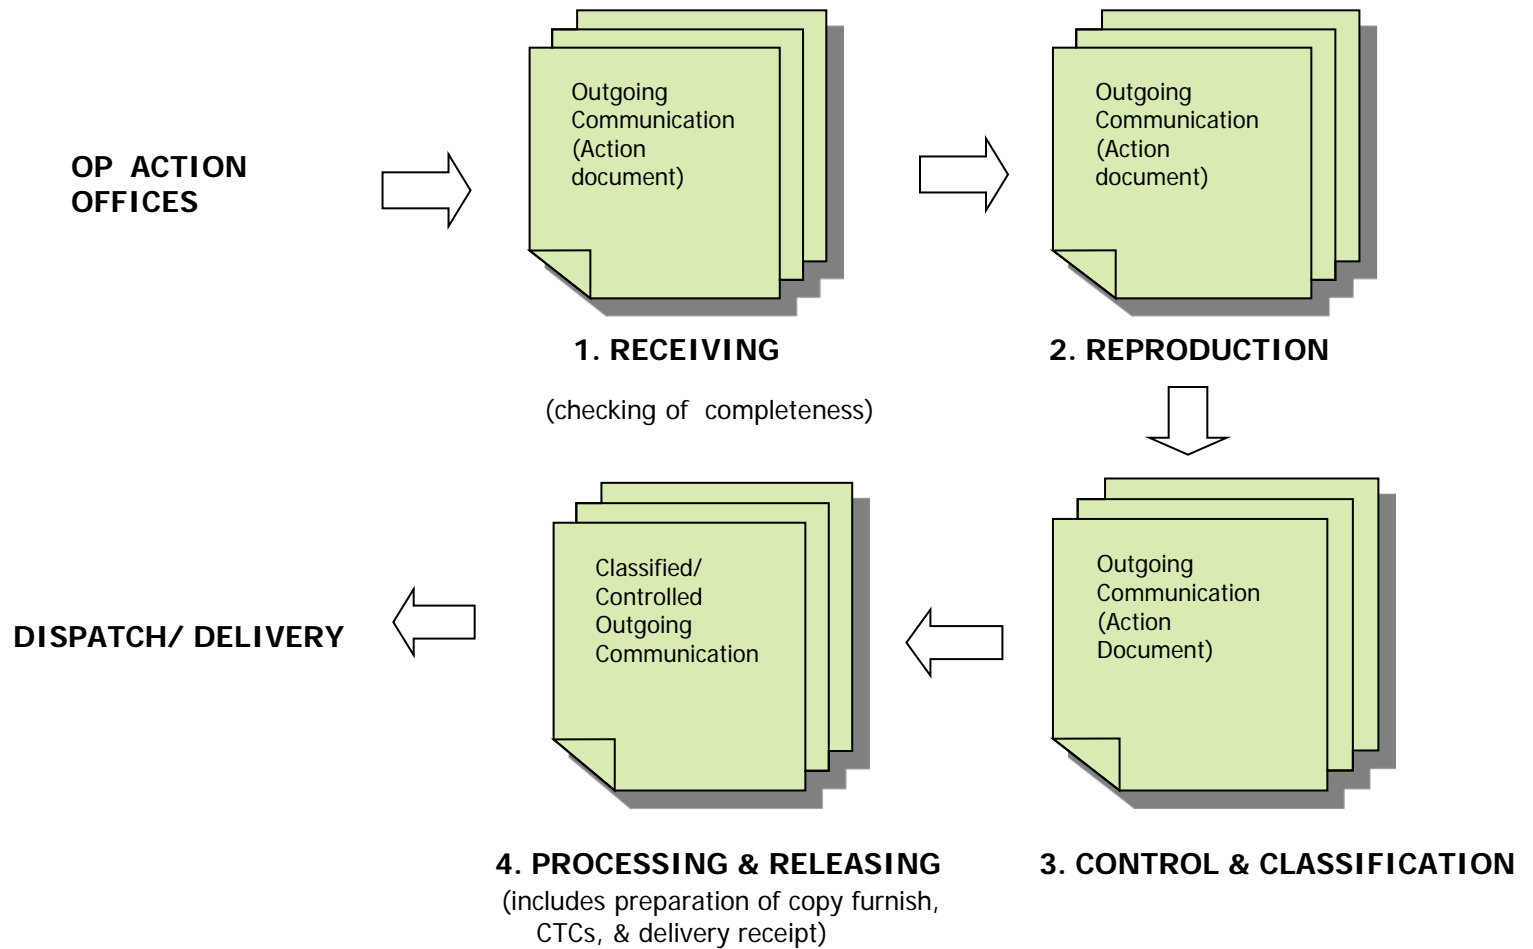 OP ACTION
OFFICES
Outgoing
Communication
(Action
document)
1. RECEIVING
(checking of completeness)
Outgoing
Communication
(Action
document)
2. REPRODUCTION
Outgoing
Communication
(Action
Document)
3. CONTROL & CLASSIFICATION
Classified/
Controlled
Outgoing
Communication
4. PROCESSING & RELEASING
(includes preparation of copy furnish,
CTCs, & delivery receipt)
DISPATCH/ DELIVERY